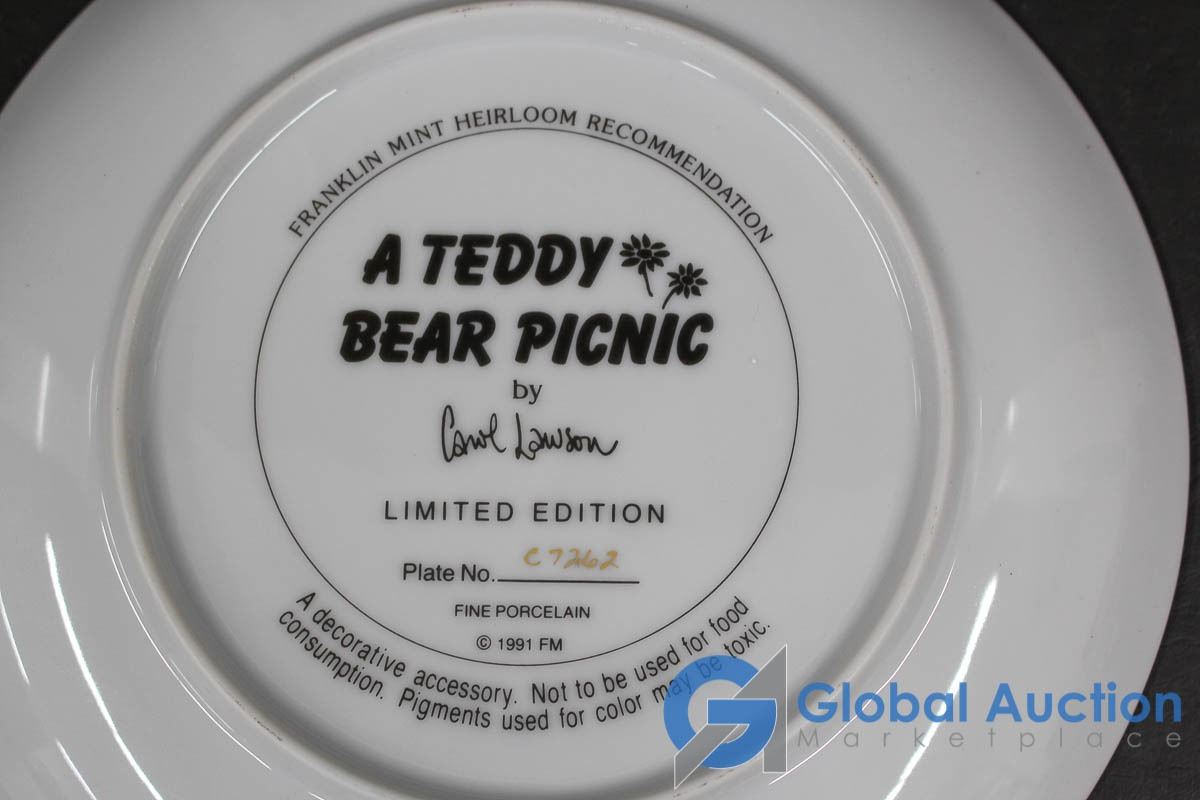 FRANKLIN MINT HEIRLOOM RECOMMENDATION
A TEDDY
BEAR PICNIC
by
Carol Lawson
LIMITED EDITION
Plate No. C7262
FINE PORCELAIN
© 1991 FM
A decorative accessory. Not to be used for food
consumption. Pigments used for color may be toxic.
GA Global Auction
Marketplace